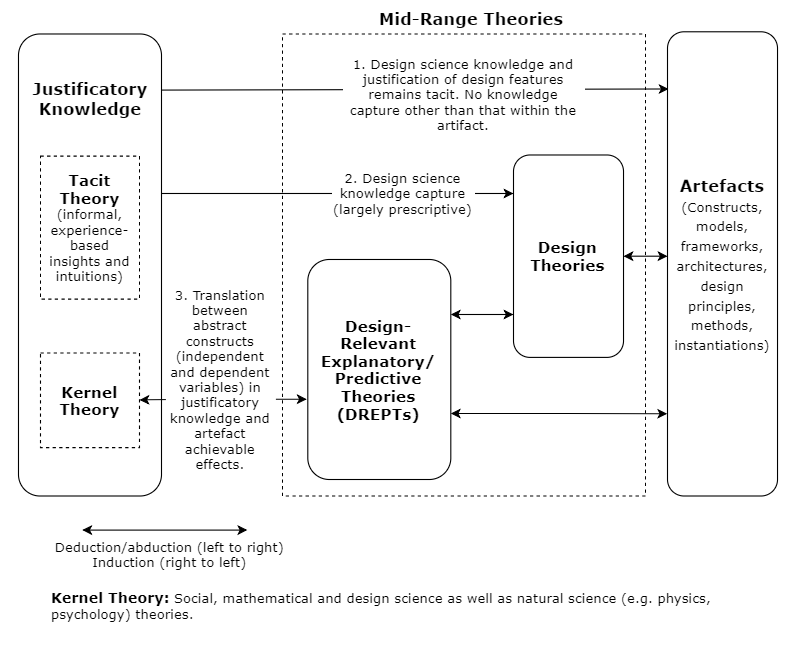 Mid-Range Theories
Justificatory
Knowledge
1. Design science knowledge and
justification of design features
remains tacit. No knowledge
capture other than that within the
artifact.
Tacit
Theory
(informal,
experience-
based
insights and
intuitions)
2. Design science
knowledge capture
(largely prescriptive)
Design
Theories
Artefacts
(Constructs,
models,
frameworks,
architectures,
design
principles,
methods,
instantiations)
3. Translation
between
abstract
constructs
(independent
and dependent
variables) in
justificatory
knowledge and
artefact
achievable
effects.
Design-
Relevant
Explanatory/
Predictive
Theories
(DREPTs)
Kernel
Theory
Deduction/abduction (left to right)
Induction (right to left)
Kernel Theory: Social, mathematical and design science as well as natural science (e.g. physics,
psychology) theories.